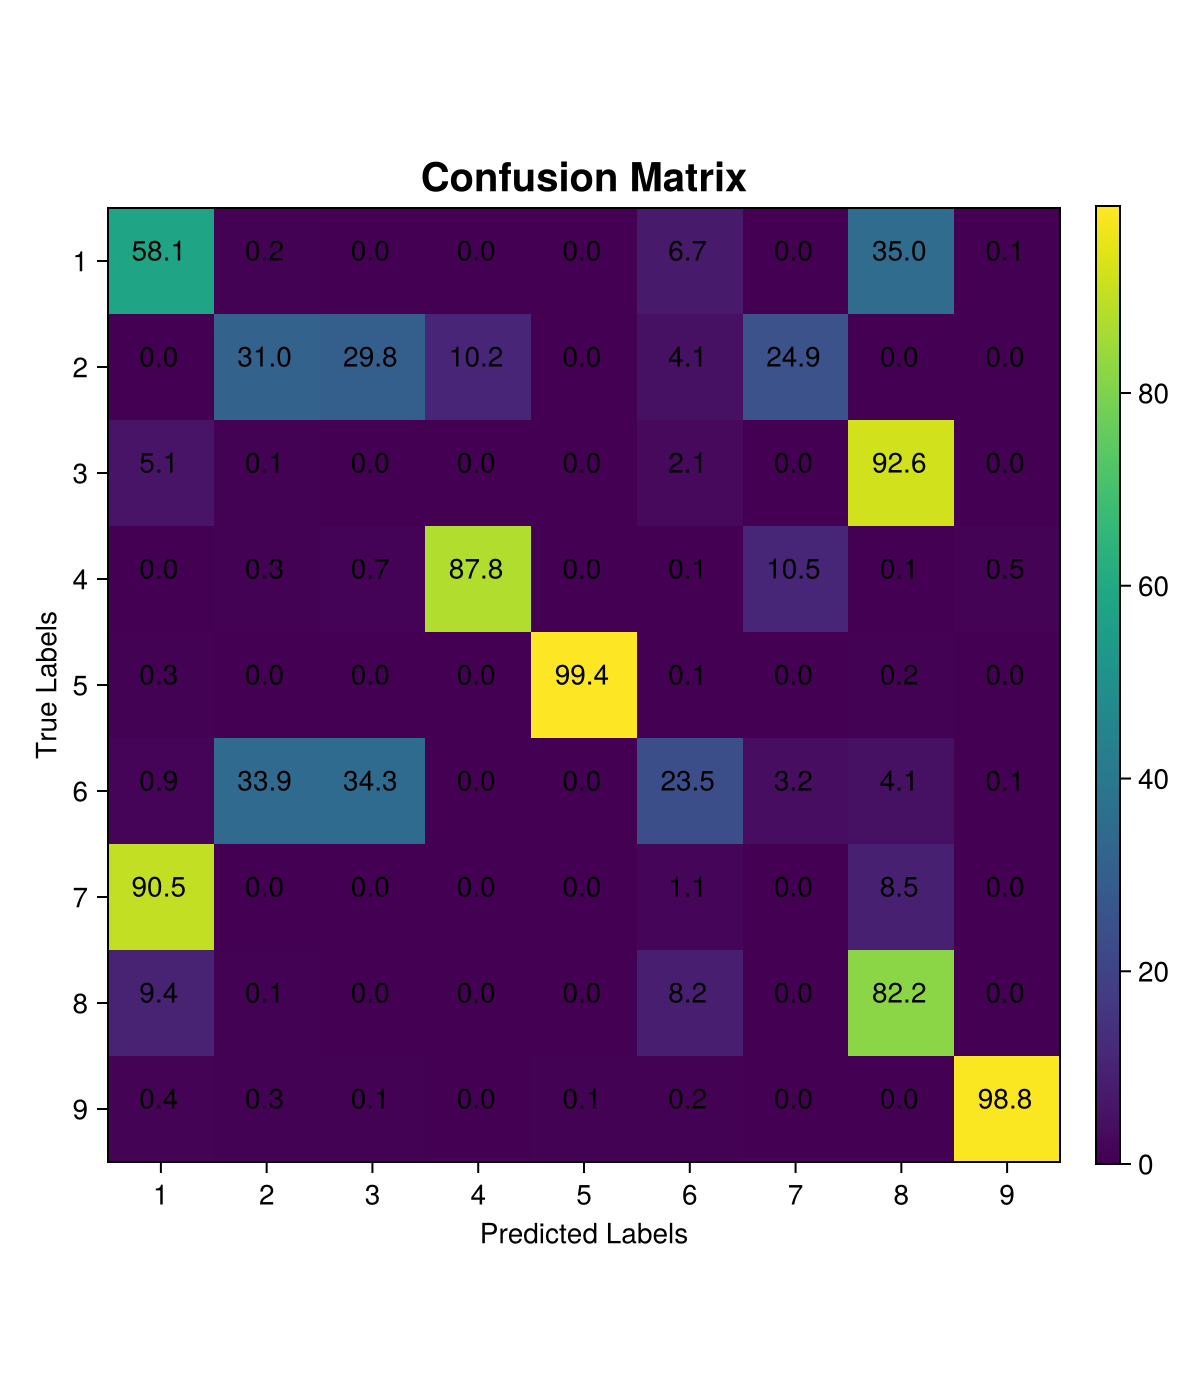 Confusion Matrix
1 58.1 0.2 0.0 0.0 0.0 6.7 0.0 35.0 0.1
2 0.0 31.0 29.8 10.2 0.0 4.1 24.9 0.0 0.0
3 5.1 0.1 0.0 0.0 0.0 2.1 0.0 92.6 0.0
4 0.0 0.3 0.7 87.8 0.0 0.1 10.5 0.1 0.5
5 0.3 0.0 0.0 0.0 99.4 0.1 0.0 0.2 0.0
6 0.9 33.9 34.3 0.0 0.0 23.5 3.2 4.1 0.1
7 90.5 0.0 0.0 0.0 0.0 1.1 0.0 8.5 0.0
8 9.4 0.1 0.0 0.0 0.0 8.2 0.0 82.2 0.0
9 0.4 0.3 0.1 0.0 0.1 0.2 0.0 0.0 98.8
1 2 3 4 5 6 7 8 9
Predicted Labels
True Labels
80
60
40
20
0